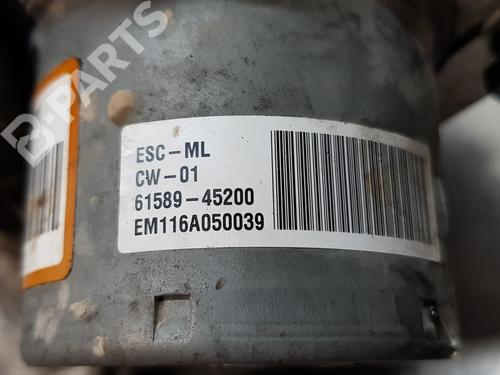 B-PARTS
ESC-ML
CW-01
61589-45200
EM116A050039